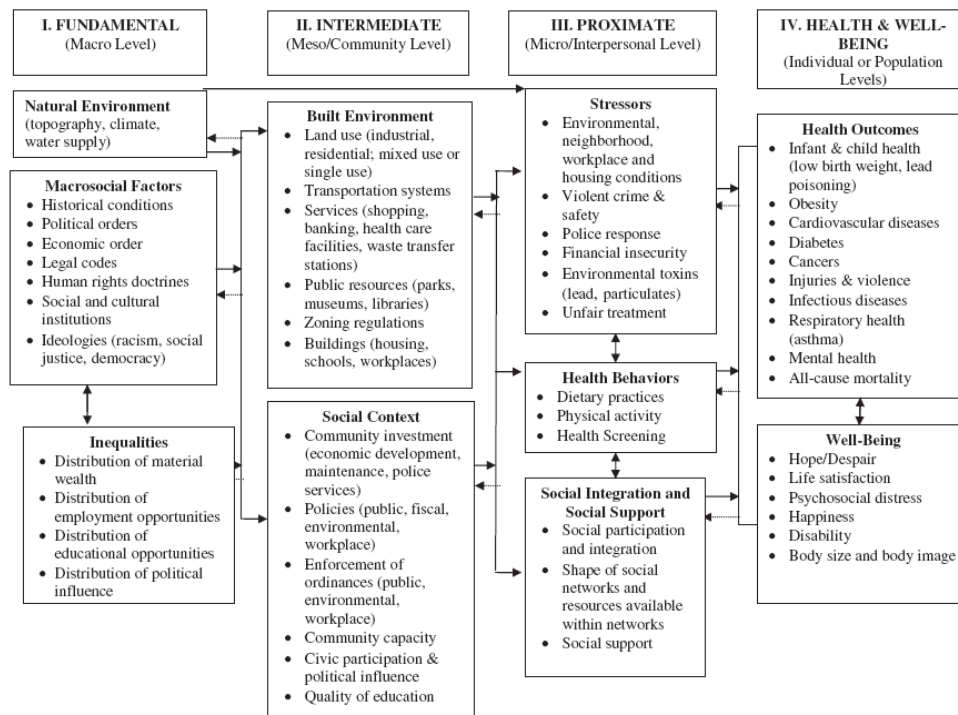 I. FUNDAMENTAL
(Macro Level)
II. INTERMEDIATE
(Meso/Community Level)
III. PROXIMATE
(Micro/Interpersonal Level)
IV. HEALTH & WELL-
BEING
(Individual or Population
Levels)
Natural Environment
(topography, climate,
water supply)
Macrosocial Factors
• Historical conditions
• Political orders
• Economic order
• Legal codes
• Human rights doctrines
• Social and cultural
institutions
• Ideologies (racism, social
justice, democracy)
Inequalities
• Distribution of material
wealth
• Distribution of
employment opportunities
• Distribution of
educational opportunities
• Distribution of political
influence
Built Environment
• Land use (industrial,
residential; mixed use or
single use)
• Transportation systems
• Services (shopping,
banking, health care
facilities, waste transfer
stations)
• Public resources (parks,
museums, libraries)
• Zoning regulations
• Buildings (housing,
schools, workplaces)
Social Context
• Community investment
(economic development,
maintenance, police
services)
• Policies (public, fiscal,
environmental,
workplace)
• Enforcement of
ordinances (public,
environmental,
workplace)
• Community capacity
• Civic participation &
political influence
• Quality of education
Stressors
• Environmental,
neighborhood,
workplace and
housing conditions
• Violent crime &
safety
• Police response
• Financial insecurity
• Environmental toxins
(lead, particulates)
• Unfair treatment
Health Behaviors
• Dietary practices
• Physical activity
• Health Screening
Social Integration and
Social Support
• Social participation
and integration
• Shape of social
networks and
resources available
within networks
• Social support
Health Outcomes
• Infant & child health
(low birth weight, lead
poisoning)
• Obesity
• Cardiovascular diseases
• Diabetes
• Cancers
• Injuries & violence
• Infectious diseases
• Respiratory health
(asthma)
• Mental health
• All-cause mortality
Well-Being
• Hope/Despair
• Life satisfaction
• Psychosocial distress
• Happiness
• Disability
• Body size and body image